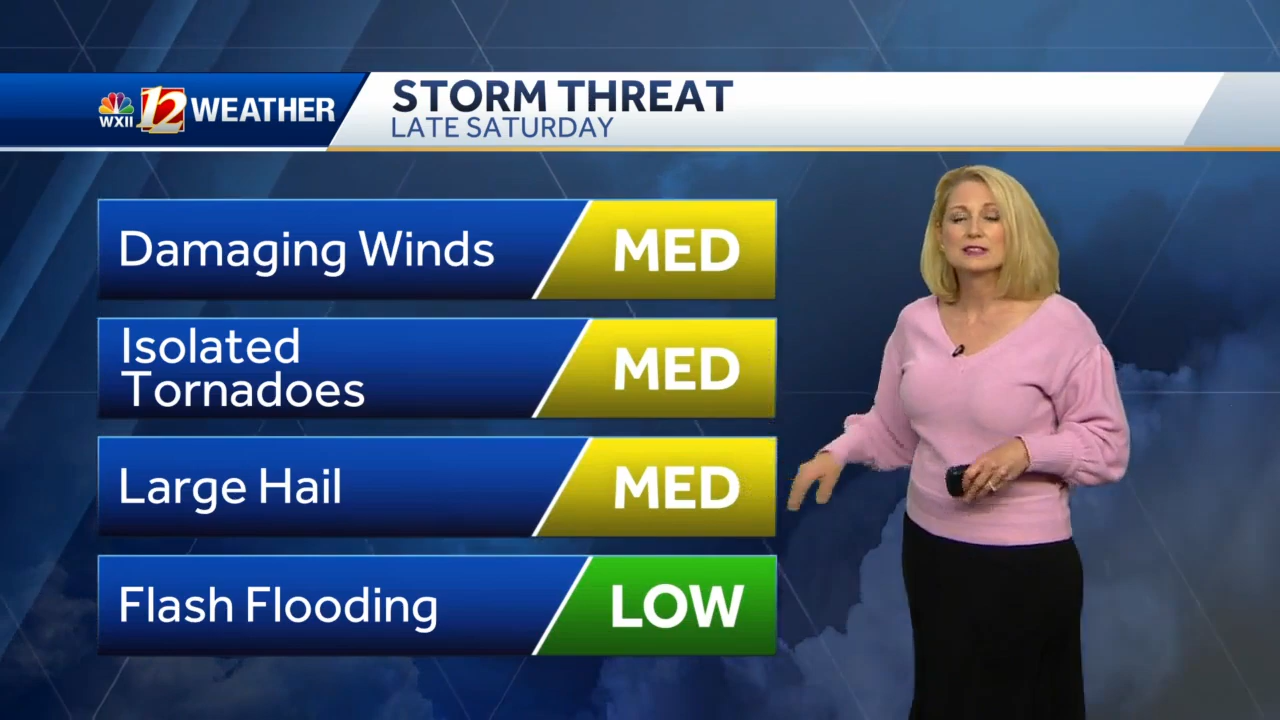 WXII 12 WEATHER
STORM THREAT
LATE SATURDAY
Damaging Winds MED
Isolated
Tornadoes MED
Large Hail MED
Flash Flooding LOW